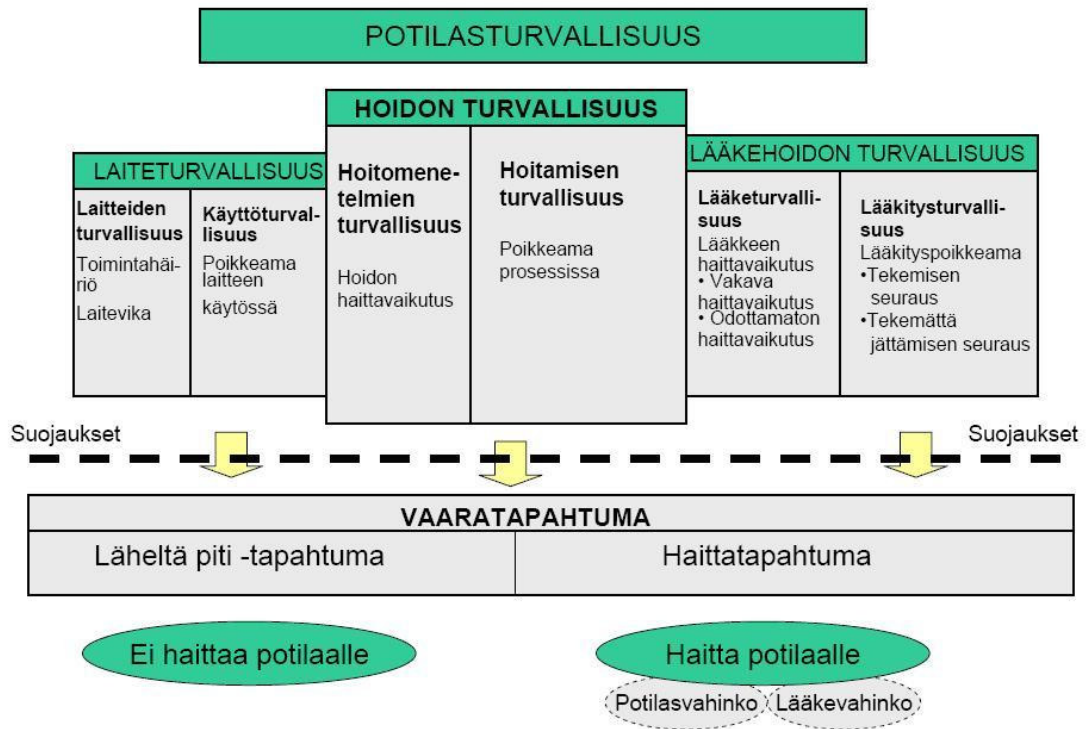 POTILASTURVALLISUUS
HOIDON TURVALLISUUS
LAITETURVALLISUUS
LÄÄKEHOIDON TURVALLISUUS
Laitteiden
turvallisuus
Toimintahäi-
riö
Laitevika
Käyttöturval-
lisuus
Poikkeama
laitteen
käytössä
Hoitomene-
telmien
turvallisuus
Hoidon
haittavaikutus
Hoitamisen
turvallisuus
Poikkeama
prosessissa
Lääketurvalli-
suus
Lääkkeen
haittavaikutus
• Vakava
haittavaikutus
• Odottamaton
haittavaikutus
Lääkitysturvalli-
suus
Lääkityspoikkeama
•Tekemisen
seuraus
•Tekemättä
jättämisen seuraus
Suojaukset
Suojaukset
VAARATAPAHTUMA
Läheltä piti -tapahtuma
Haittatapahtuma
Ei haittaa potilaalle
Haitta potilaalle
Potilasvahinko
Lääkevahinko